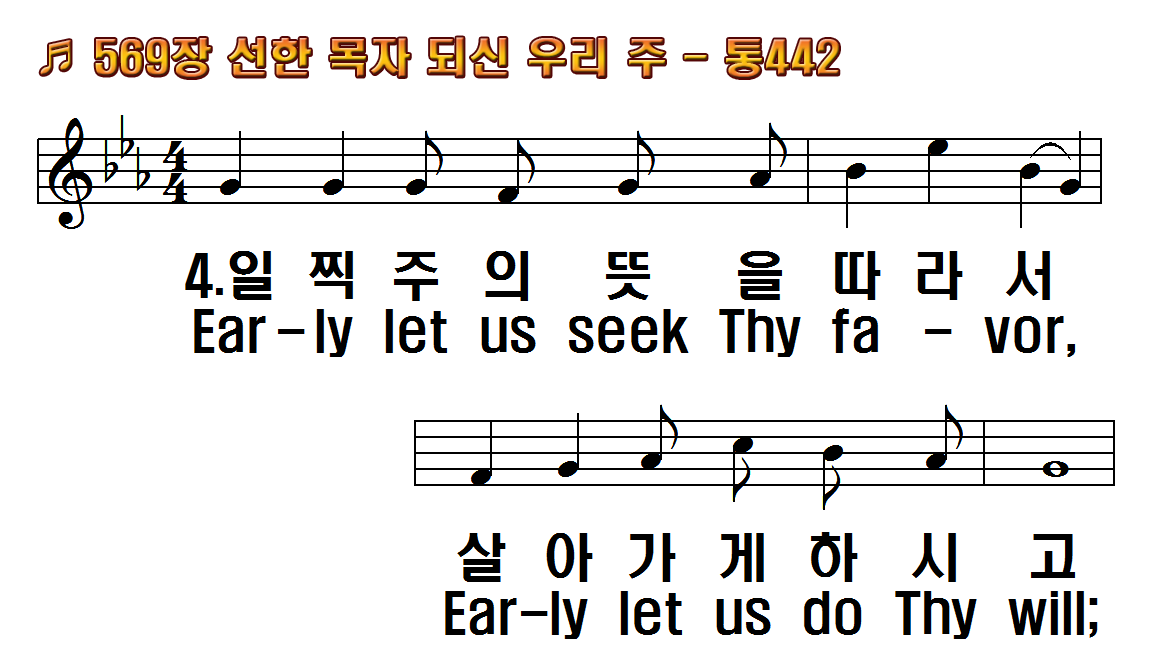 ♬ 569장 선한 목자 되신 우리 주 - 통442
4
4
4.일 찍 주 의 뜻 을 따 라 서
Ear-ly let us seek Thy fa - vor,
살 아 가 게 하 시 고
Ear-ly let us do Thy will;